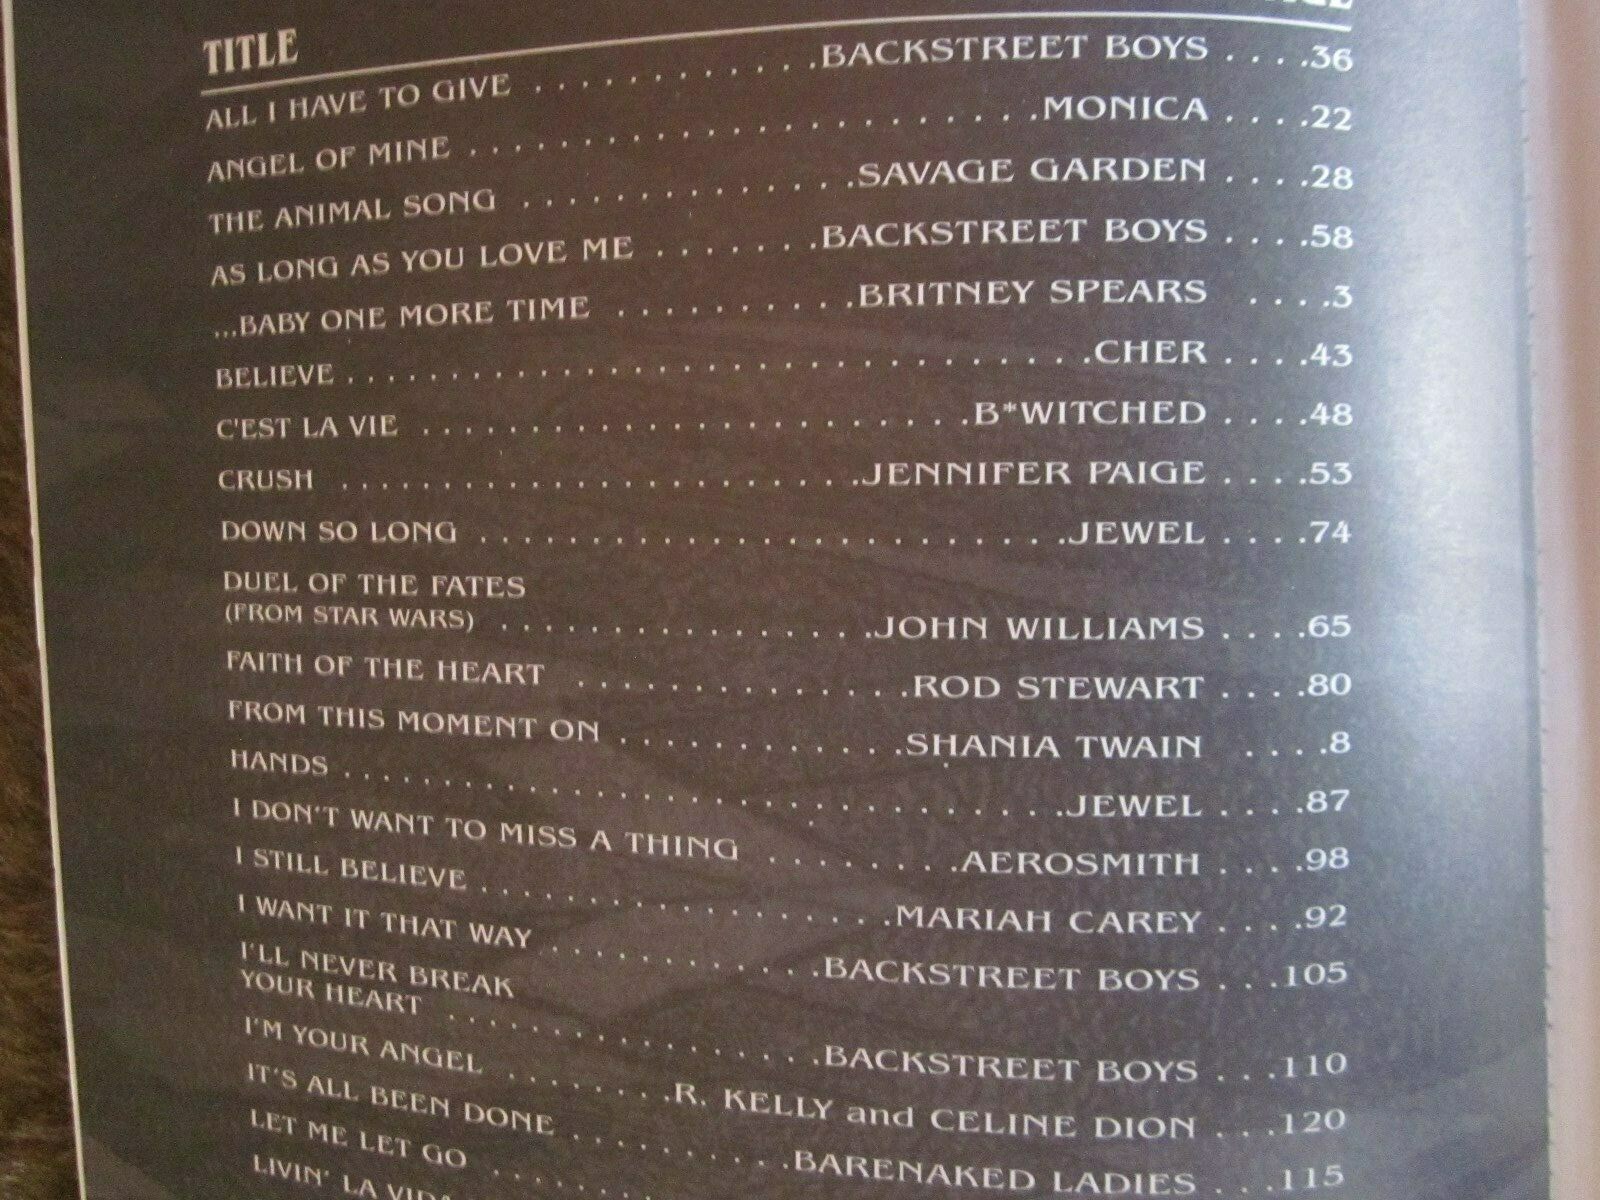 TITLE
ALL I HAVE TO GIVE . . . . . . . . . . . .BACKSTREET BOYS . . . .36
ANGEL OF MINE . . . . . . . . . . . . . . . . . . . . . . .MONICA . . . .22
THE ANIMAL SONG . . . . . . . . . . . . . .SAVAGE GARDEN . . . .28
AS LONG AS YOU LOVE ME . . . . . . .BACKSTREET BOYS . . . .58
...BABY ONE MORE TIME . . . . . . . . . .BRITNEY SPEARS . . . .3
BELIEVE . . . . . . . . . . . . . . . . . . . . . . . . . . . . .CHER . . . .43
C'EST LA VIE . . . . . . . . . . . . . . . . . . . . . .B*WITCHED . . . .48
CRUSH . . . . . . . . . . . . . . . . . . . . .JENNIFER PAIGE . . . .53
DOWN SO LONG . . . . . . . . . . . . . . . . . . . . . . .JEWEL . . . .74
DUEL OF THE FATES
(FROM STAR WARS) . . . . . . . . . . . . . . .JOHN WILLIAMS . . . .65
FAITH OF THE HEART . . . . . . . . . . . . .ROD STEWART . . . .80
FROM THIS MOMENT ON . . . . . . . . . . . .SHANIA TWAIN . . . .8
HANDS . . . . . . . . . . . . . . . . . . . . . . . . . . . .JEWEL . . . .87
I DON'T WANT TO MISS A THING . . . . . . . .AEROSMITH . . . .98
I STILL BELIEVE . . . . . . . . . . . . . . . . .MARIAH CAREY . . . .92
I WANT IT THAT WAY . . . . . . . . . . . .BACKSTREET BOYS . . .105
I'LL NEVER BREAK
YOUR HEART . . . . . . . . . . . . . . . .BACKSTREET BOYS . . .110
I'M YOUR ANGEL . . . . . . . .R. KELLY and CELINE DION . . .120
IT'S ALL BEEN DONE . . . . . . . . . .BARENAKED LADIES . . .115
LET ME LET GO . . . . . . .
LIVIN' LA